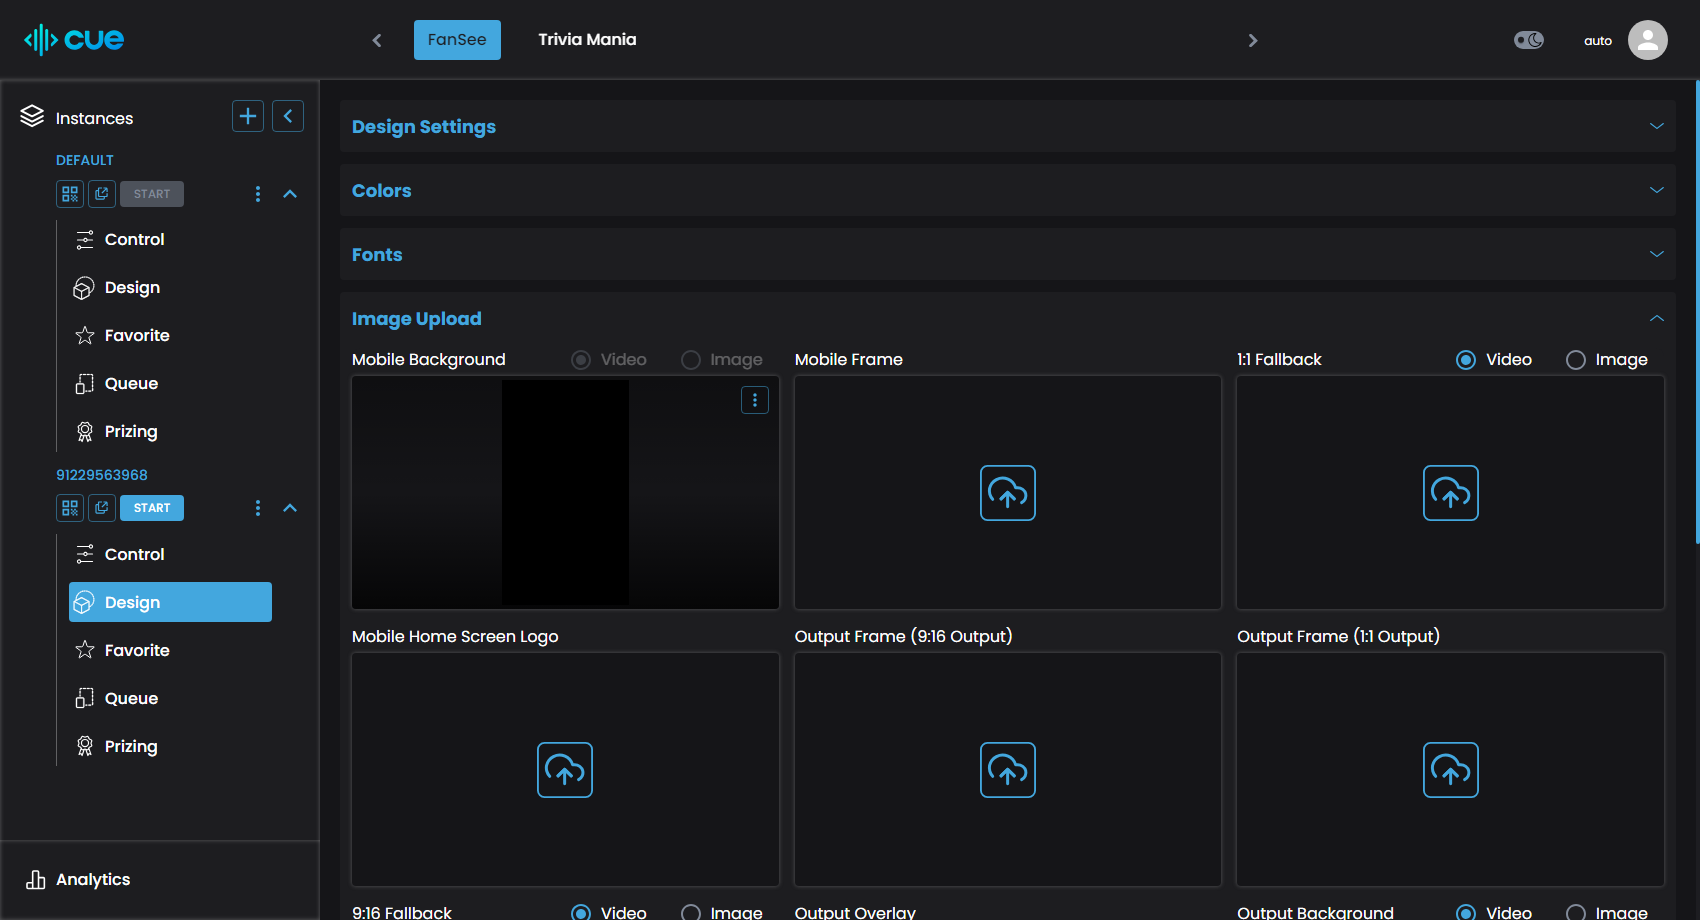 cue
FanSee
Trivia Mania
auto
Instances
DEFAULT
START
Control
Design
Favorite
Queue
Prizing
91229563968
START
Control
Design
Favorite
Queue
Prizing
Analytics
Design Settings
Colors
Fonts
Image Upload
Mobile Background Video Image
Mobile Frame
1:1 Fallback Video Image
Mobile Home Screen Logo
Output Frame (9:16 Output)
Output Frame (1:1 Output)
9:16 Fallback Video Image
Output Overlay
Output Background Video Image